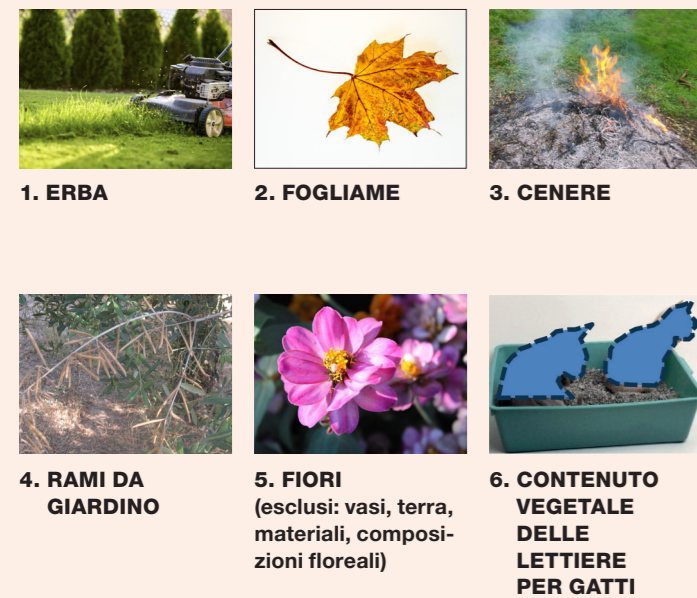 1. ERBA
2. FOGLIAME
3. CENERE
4. RAMI DA
GIARDINO
5. FIORI
(esclusi: vasi, terra,
materiali, composi-
zioni floreali)
6. CONTENUTO
VEGETALE
DELLE
LETTIERE
PER GATTI